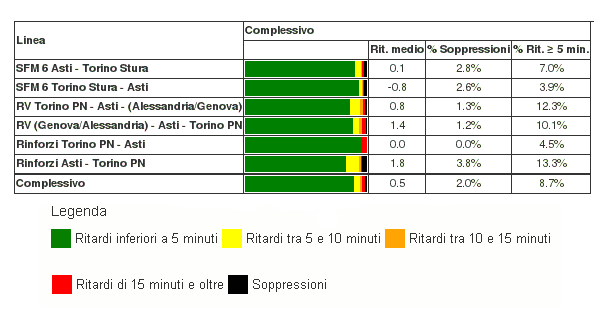 Linea Complessivo
Rit. medio % Soppressioni % Rit. ≥ 5 min.
SFM 6 Asti - Torino Stura 0.1 2.8% 7.0%
SFM 6 Torino Stura - Asti -0.8 2.6% 3.9%
RV Torino PN - Asti - (Alessandria/Genova) 0.8 1.3% 12.3%
RV (Genova/Alessandria) - Asti - Torino PN 1.4 1.2% 10.1%
Rinforzi Torino PN - Asti 0.0 0.0% 4.5%
Rinforzi Asti - Torino PN 1.8 3.8% 13.3%
Complessivo 0.5 2.0% 8.7%
Legenda
Ritardi inferiori a 5 minuti Ritardi tra 5 e 10 minuti Ritardi tra 10 e 15 minuti
Ritardi di 15 minuti e oltre Soppressioni